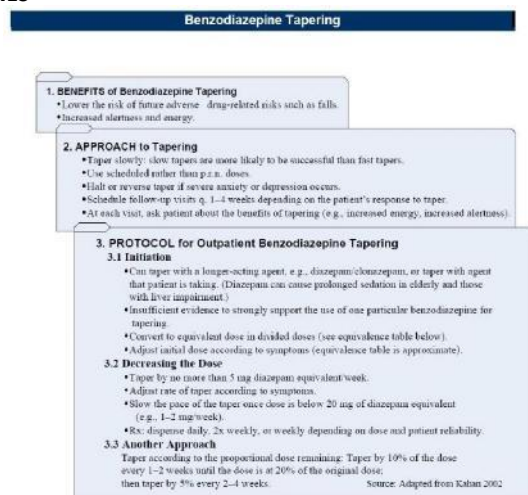 Benzodiazepine Tapering
1. BENEFITS of Benzodiazepine Tapering
•Lower the risk of future adverse drug-related risks such as falls.
•Increased alertness and energy.
2. APPROACH to Tapering
•Taper slowly: slow tapers are more likely to be successful than fast tapers.
•Use scheduled rather than p.r.n. doses.
•Halt or reverse taper if severe anxiety or depression occurs.
•Schedule follow-up visits q. 1–4 weeks depending on the patient's response to taper.
•At each visit, ask patient about the benefits of tapering (e.g., increased energy, increased alertness).
3. PROTOCOL for Outpatient Benzodiazepine Tapering
3.1 Initiation
•Can taper with a longer-acting agent, e.g., diazepam/clonazepam, or taper with agent
that patient is taking. (Diazepam can cause prolonged sedation in elderly and those
with liver impairment.)
•Insufficient evidence to strongly support the use of one particular benzodiazepine for
tapering.
•Convert to equivalent dose in divided doses (see equivalence table below).
•Adjust initial dose according to symptoms (equivalence table is approximate).
3.2 Decreasing the Dose
•Taper by no more than 5 mg diazepam equivalent/week.
•Adjust rate of taper according to symptoms.
•Slow the pace of the taper once dose is below 20 mg of diazepam equivalent
(e.g., 1–2 mg/week).
•Rx: dispense daily, 2x weekly, or weekly depending on dose and patient reliability.
3.3 Another Approach
Taper according to the proportional dose remaining: Taper by 10% of the dose
every 1–2 weeks until the dose is at 20% of the original dose;
then taper by 5% every 2–4 weeks.
Source: Adapted from Kahan 2002